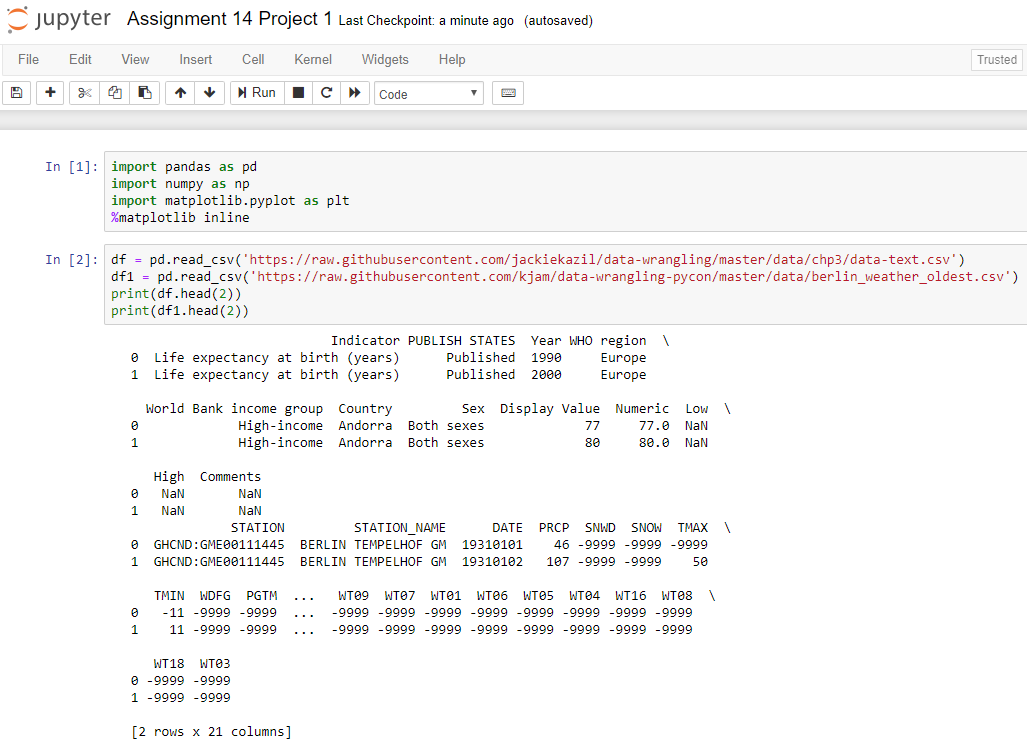 jupyter Assignment 14 Project 1 Last Checkpoint: a minute ago (autosaved)
File Edit View Insert Cell Kernel Widgets Help Trusted
Run Code
In [1]: import pandas as pd
import numpy as np
import matplotlib.pyplot as plt
%matplotlib inline
In [2]: df = pd.read_csv('https://raw.githubusercontent.com/jackiekazil/data-wrangling/master/data/chp3/data-text.csv')
df1 = pd.read_csv('https://raw.githubusercontent.com/kjam/data-wrangling-pycon/master/data/berlin_weather_oldest.csv')
print(df.head(2))
print(df1.head(2))
Indicator PUBLISH STATES Year WHO region \
0 Life expectancy at birth (years) Published 1990 Europe
1 Life expectancy at birth (years) Published 2000 Europe
World Bank income group Country Sex Display Value Numeric Low \
0 High-income Andorra Both sexes 77 77.0 NaN
1 High-income Andorra Both sexes 80 80.0 NaN
High Comments
0 NaN NaN
1 NaN NaN
STATION STATION_NAME DATE PRCP SNWD SNOW TMAX \
0 GHCND:GME00111445 BERLIN TEMPELHOF GM 19310101 46 -9999 -9999 -9999
1 GHCND:GME00111445 BERLIN TEMPELHOF GM 19310102 107 -9999 -9999 50
TMIN WDFG PGTM ... WT09 WT07 WT01 WT06 WT05 WT04 WT16 WT08 \
0 -11 -9999 -9999 ... -9999 -9999 -9999 -9999 -9999 -9999 -9999 -9999
1 11 -9999 -9999 ... -9999 -9999 -9999 -9999 -9999 -9999 -9999 -9999
WT18 WT03
0 -9999 -9999
1 -9999 -9999
[2 rows x 21 columns]